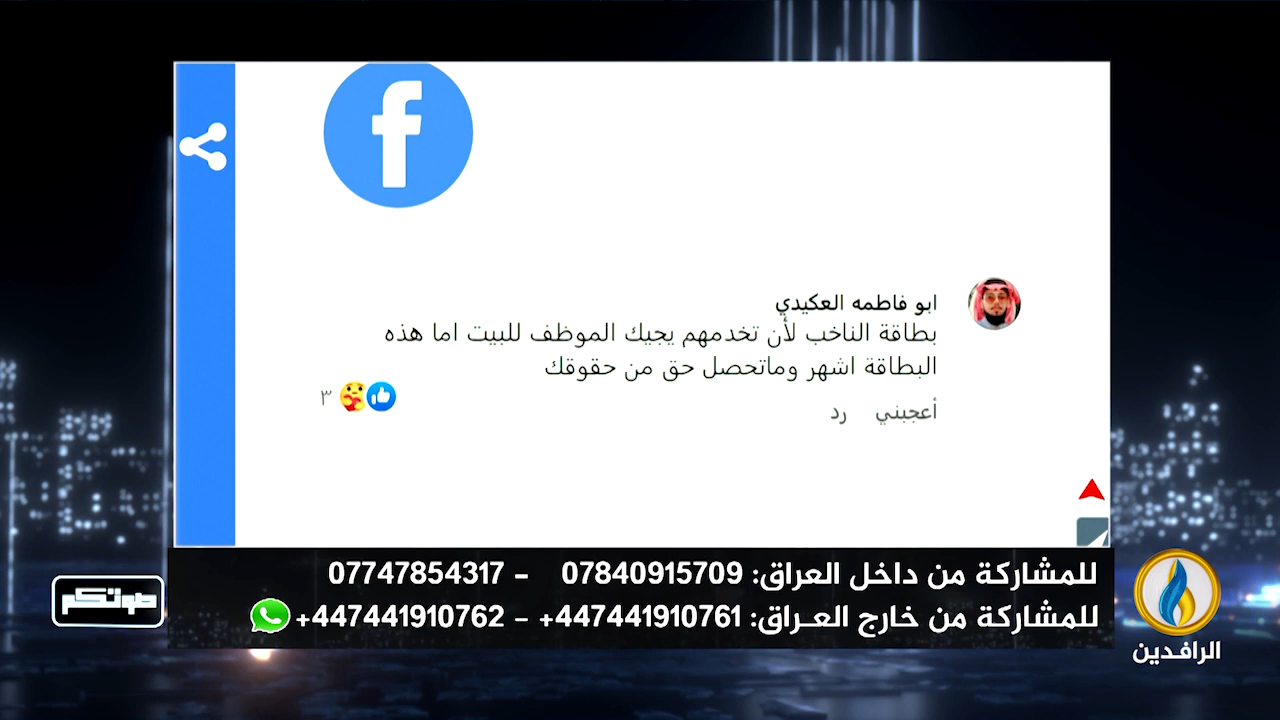 f
ابو فاطمه العكيدي
بطاقة الناخب لأن تخدمهم يجيك الموظف للبيت اما هذه
البطاقة اشهر وماتحصل حق من حقوقك
أعجبني رد
٣
للمشاركة من داخل العراق: 07840915709 - 07747854317
للمشاركة من خارج العـراق: 447441910761+ - 447441910762+
صوتكم
الرافدين